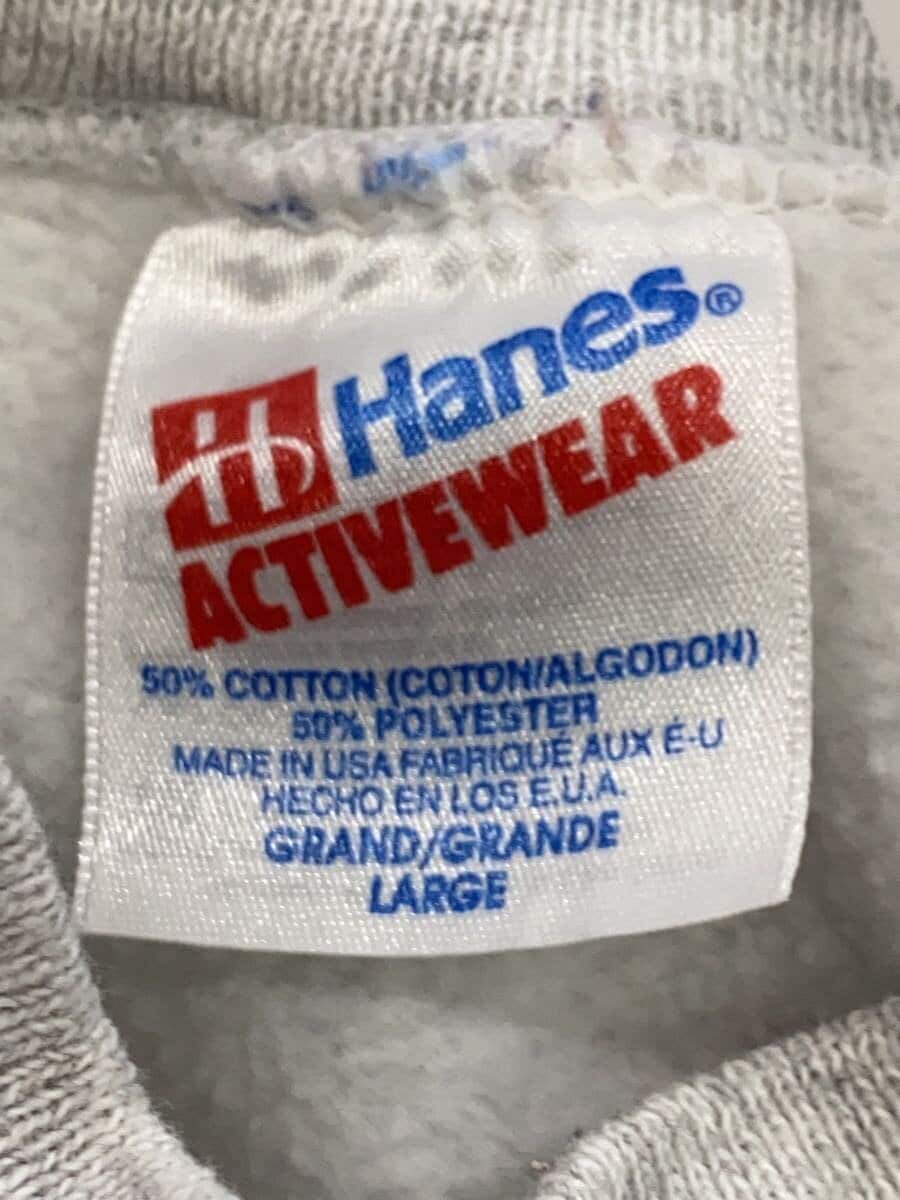 Hanes®
ACTIVEWEAR
50% COTTON (COTON/ALGODON)
50% POLYESTER
MADE IN USA FABRIQUÉ AUX É-U
HECHO EN LOS E.U.A.
GRAND/GRANDE
LARGE